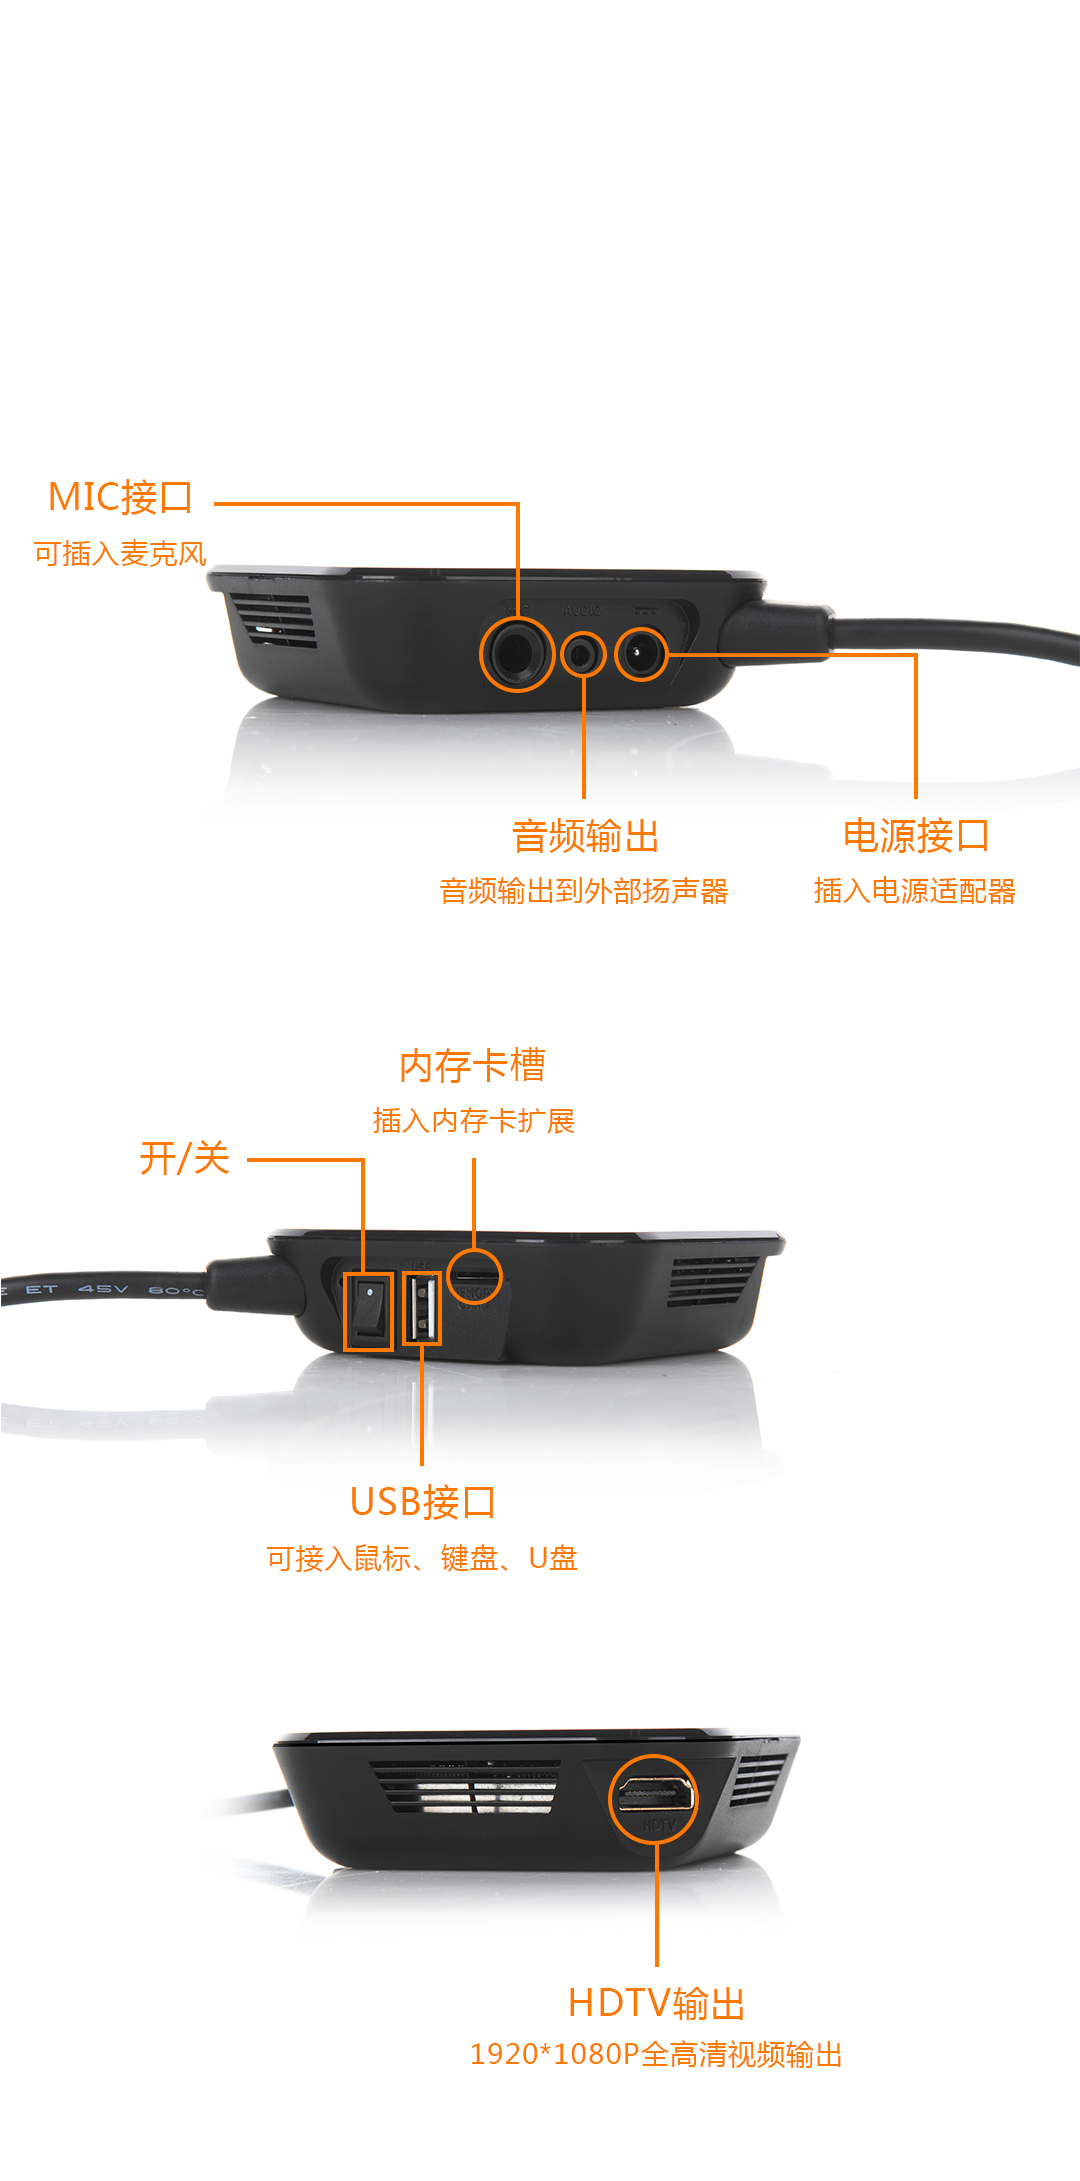 MIC接口
可插入麦克风
AUDIO
音频输出
音频输出到外部扬声器
电源接口
插入电源适配器
内存卡槽
插入内存卡扩展
开/关
USB
ET 45V 80°C
USB接口
可接入鼠标、键盘、U盘
HDTV
HDTV输出
1920*1080P全高清视频输出